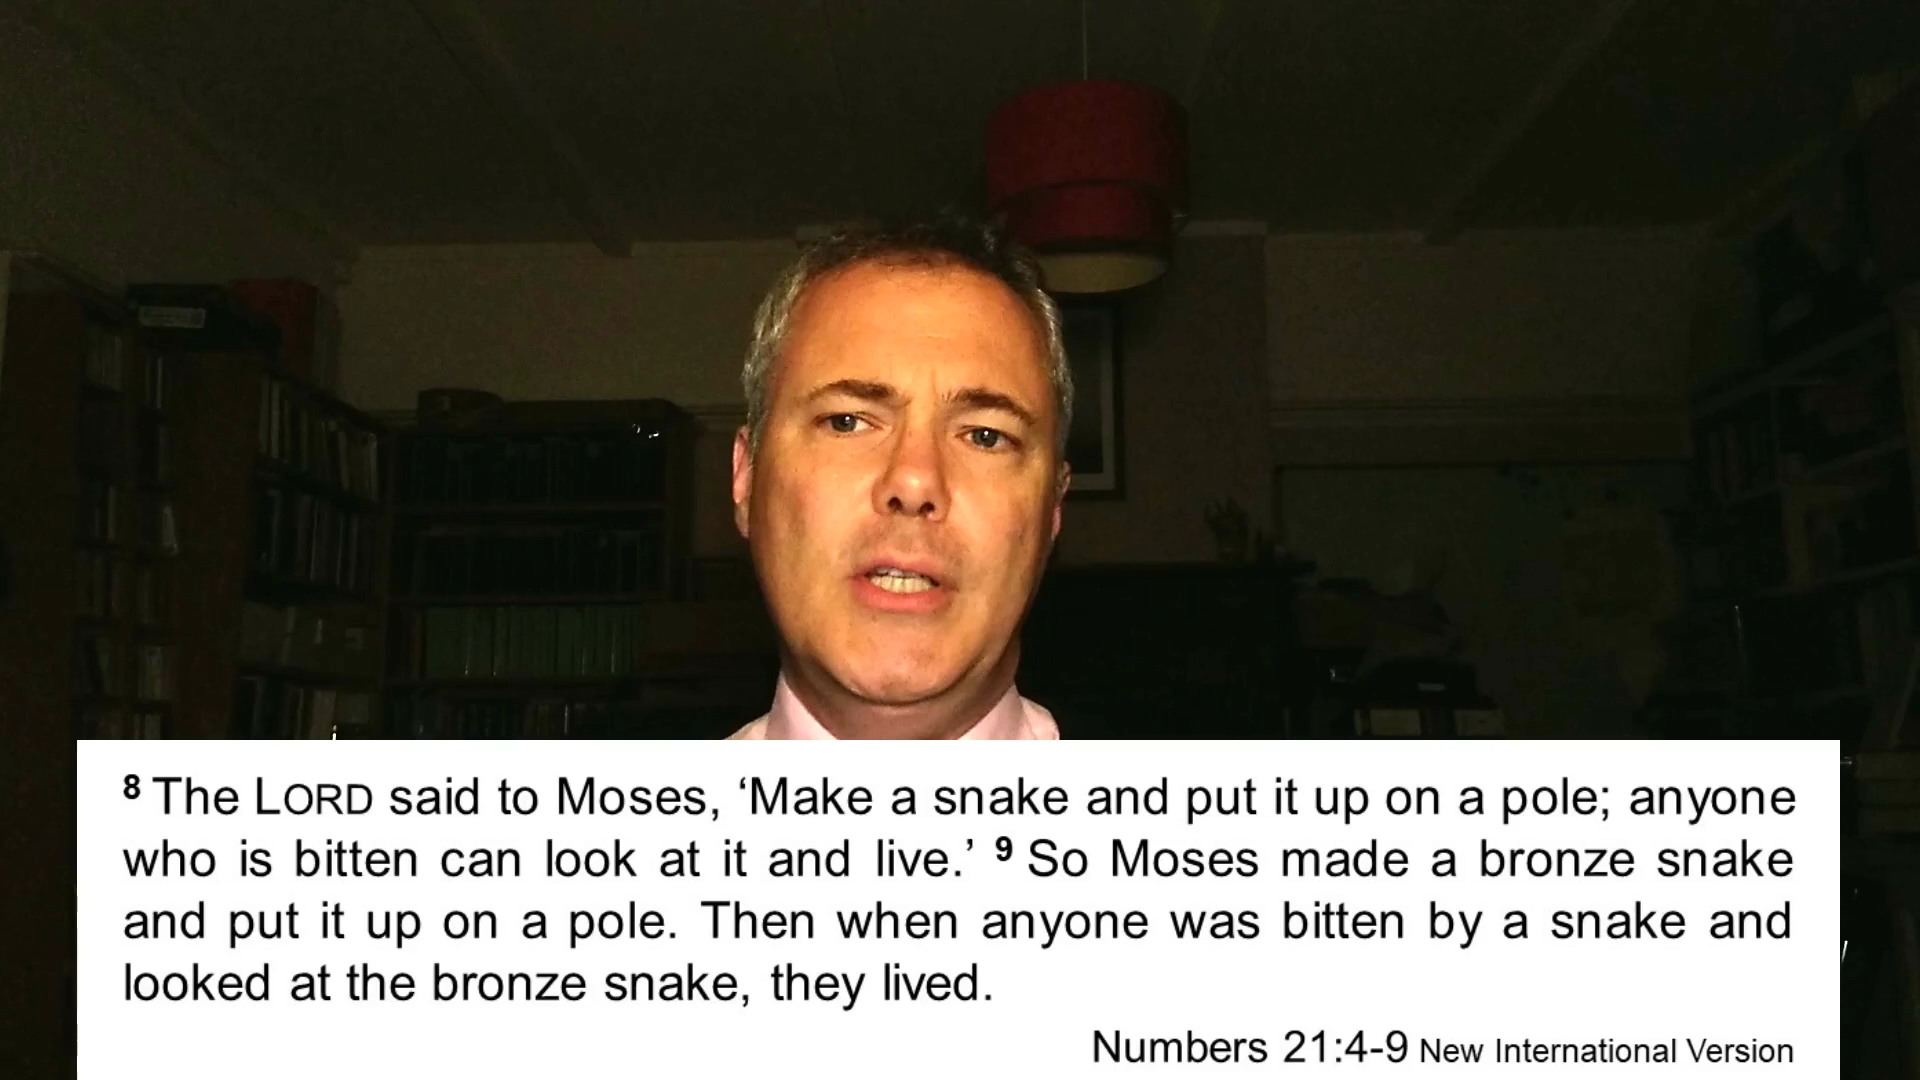 8 The LORD said to Moses, ‘Make a snake and put it up on a pole; anyone
who is bitten can look at it and live.’ 9 So Moses made a bronze snake
and put it up on a pole. Then when anyone was bitten by a snake and
looked at the bronze snake, they lived.
Numbers 21:4-9 New International Version